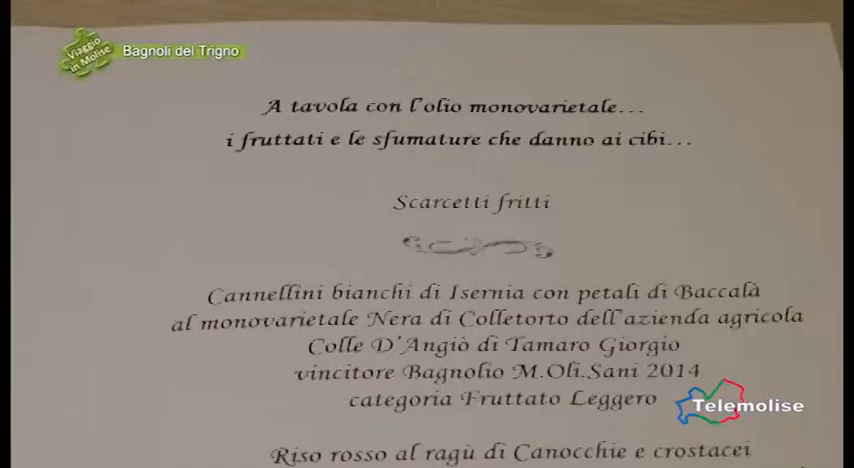 Viaggio
in Molise
Bagnoli del Trigno
A tavola con l'olio monovarietale...
i fruttati e le sfumature che danno ai cibi...
Scarcetti fritti
Cannellini bianchi di Isernia con petali di Baccalà
al monovarietale Nera di Colletorto dell'azienda agricola
Colle D'Angiò di Tamaro Giorgio
vincitore Bagnolio M.Oli.Sani 2014
categoria Fruttato Leggero
Telemolise
Riso rosso al ragù di Canocchie e crostacei